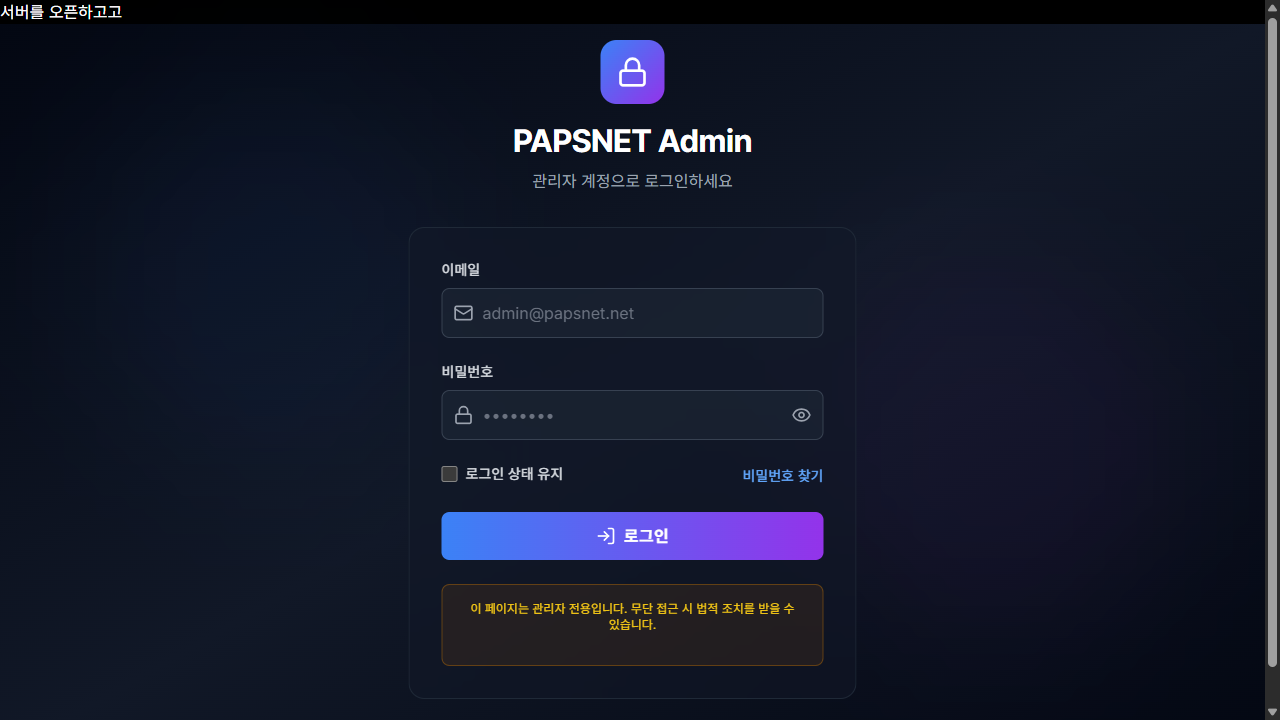 서버를 오픈하고고
PAPSNET Admin
관리자 계정으로 로그인하세요
이메일
admin@papsnet.net
비밀번호
••••••••
로그인 상태 유지
비밀번호 찾기
로그인
이 페이지는 관리자 전용입니다. 무단 접근 시 법적 조치를 받을 수
있습니다.